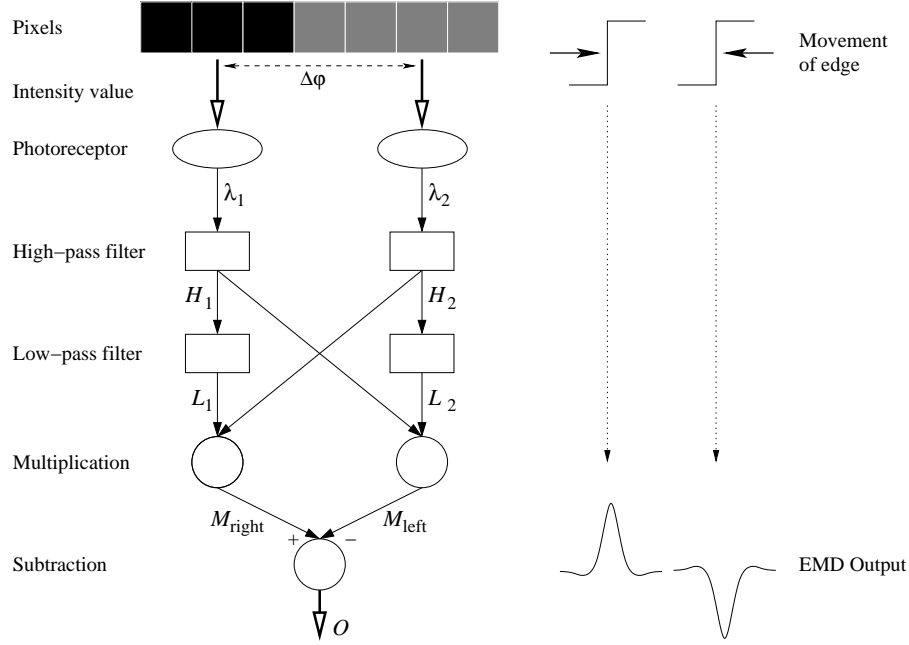 Pixels
Δφ
Movement
of edge
Intensity value
Photoreceptor
λ1 λ2
High−pass filter
H1 H2
Low−pass filter
L1 L2
Multiplication
Mright Mleft
+ −
Subtraction
EMD Output
O